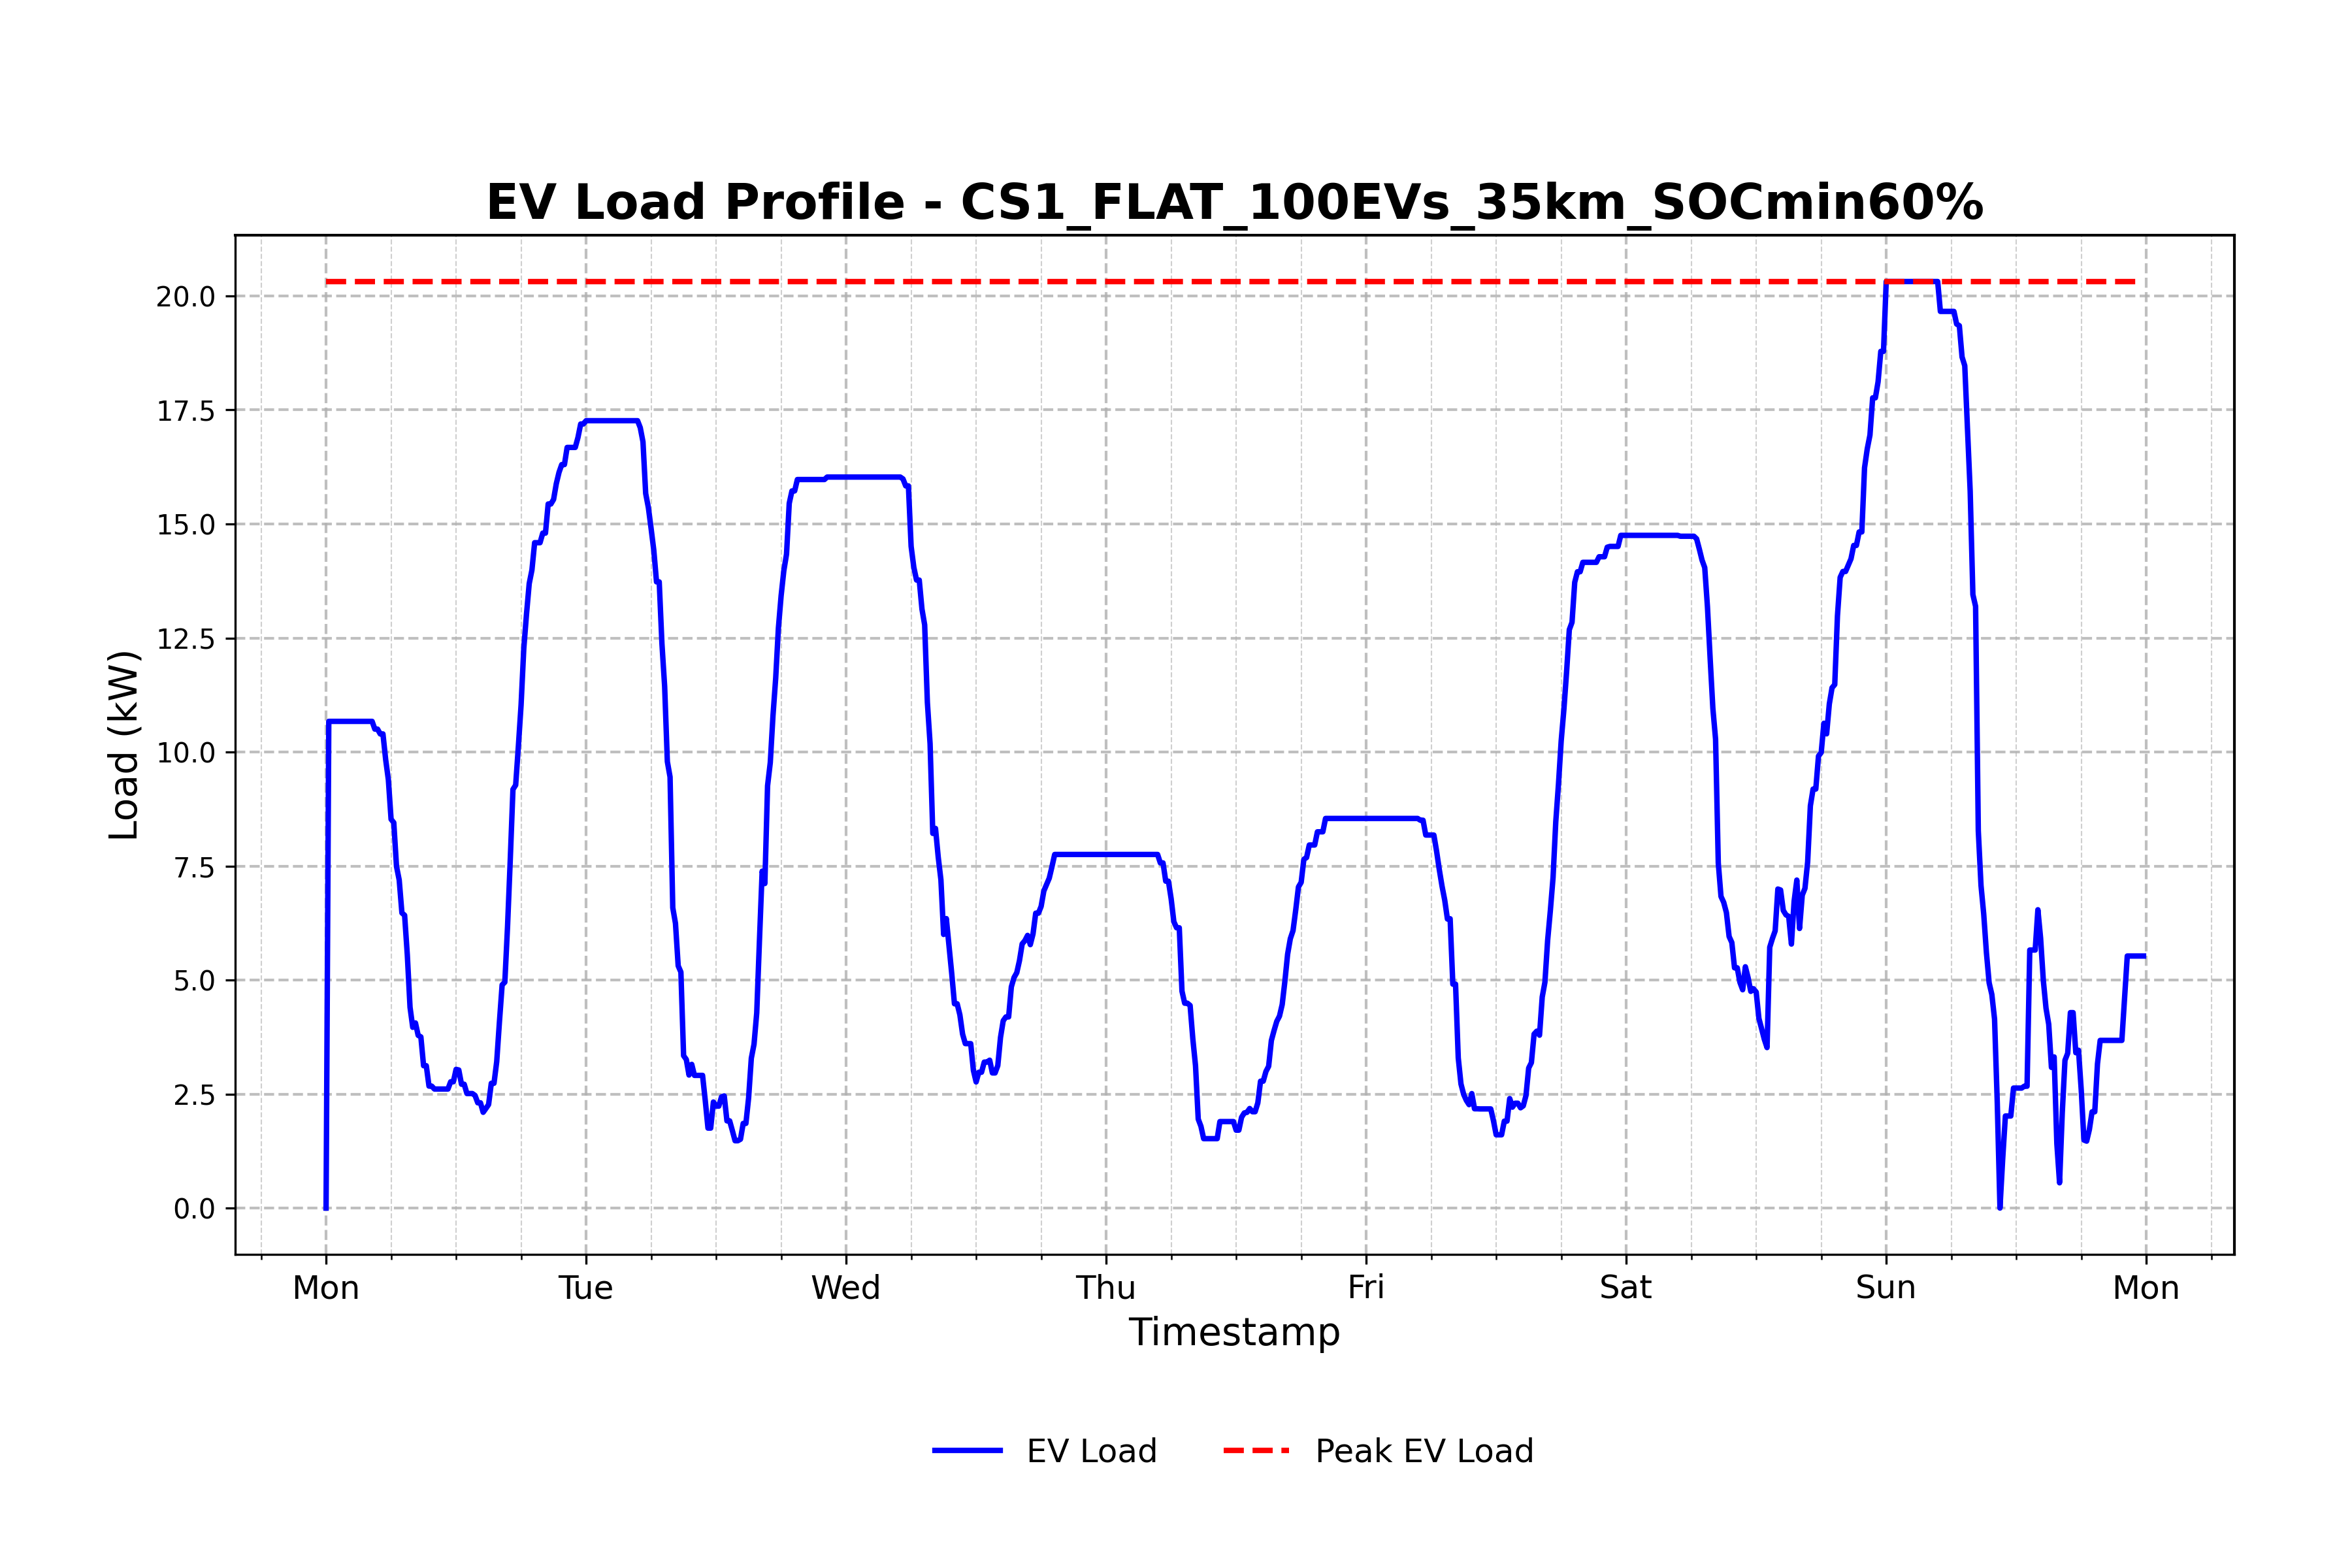 EV Load Profile - CS1_FLAT_100EVs_35km_SOCmin60%
Load (kW)
20.0
17.5
15.0
12.5
10.0
7.5
5.0
2.5
0.0
Mon Tue Wed Thu Fri Sat Sun Mon
Timestamp
EV Load Peak EV Load